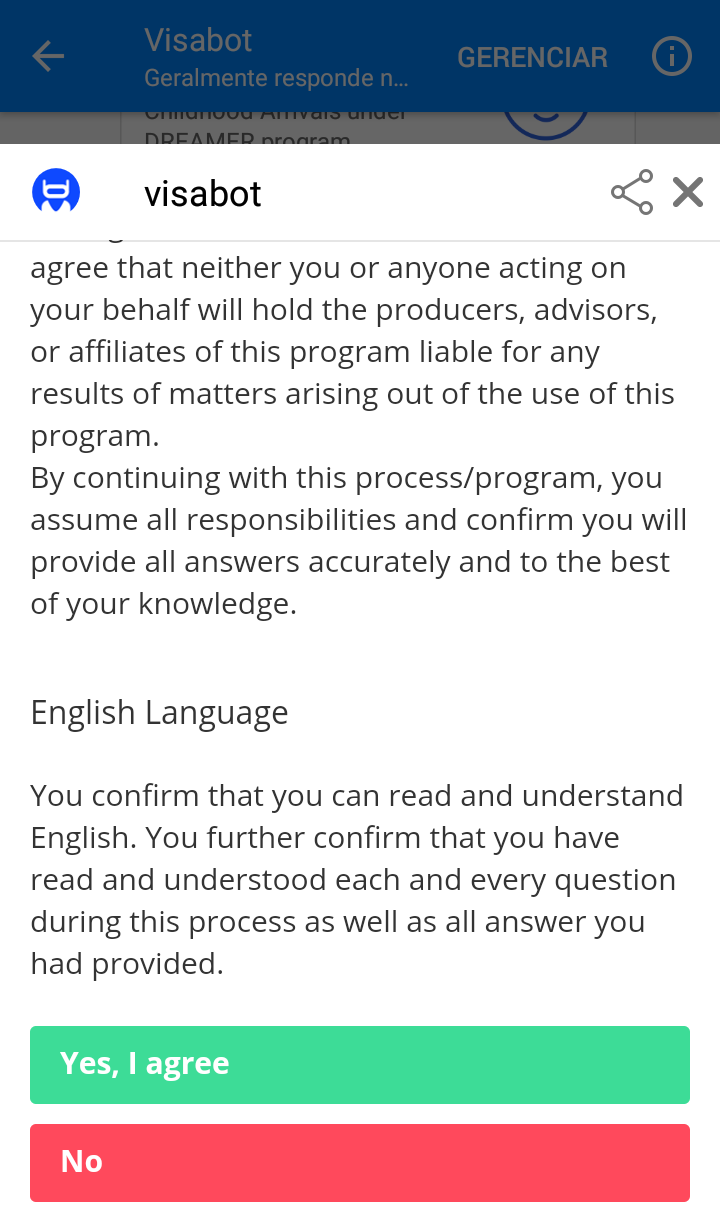 Visabot
GERENCIAR
Geralmente responde n...
Childhood Arrivals under
DREAMER program
visabot
agree that neither you or anyone acting on
your behalf will hold the producers, advisors,
or affiliates of this program liable for any
results of matters arising out of the use of this
program.
By continuing with this process/program, you
assume all responsibilities and confirm you will
provide all answers accurately and to the best
of your knowledge.
English Language
You confirm that you can read and understand
English. You further confirm that you have
read and understood each and every question
during this process as well as all answer you
had provided.
Yes, I agree
No